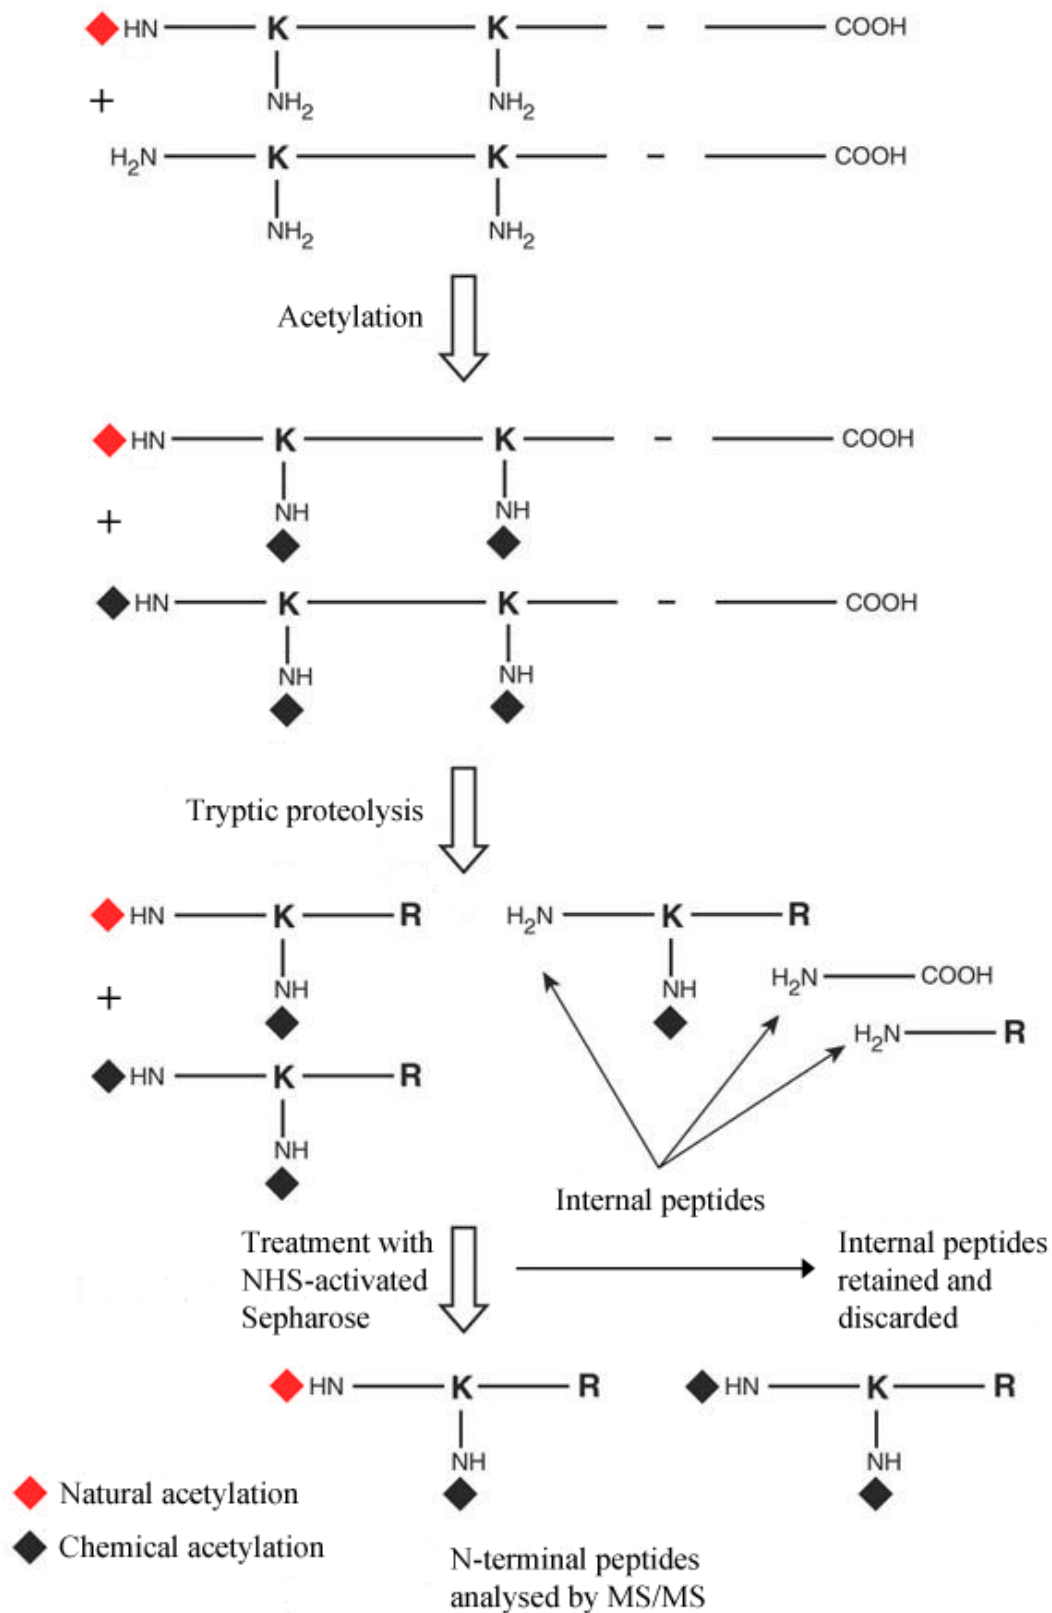 HN K K - COOH
NH2 NH2
+
H2N K K - COOH
NH2 NH2
Acetylation
HN K K - COOH
NH NH
+
HN K K - COOH
NH NH
Tryptic proteolysis
HN K R
NH
+
HN K R
NH
H2N K R
NH
H2N COOH
H2N R
Internal peptides
Treatment with
NHS-activated
Sepharose
Internal peptides
retained and
discarded
HN K R
NH
HN K R
NH
Natural acetylation
Chemical acetylation
N-terminal peptides
analysed by MS/MS